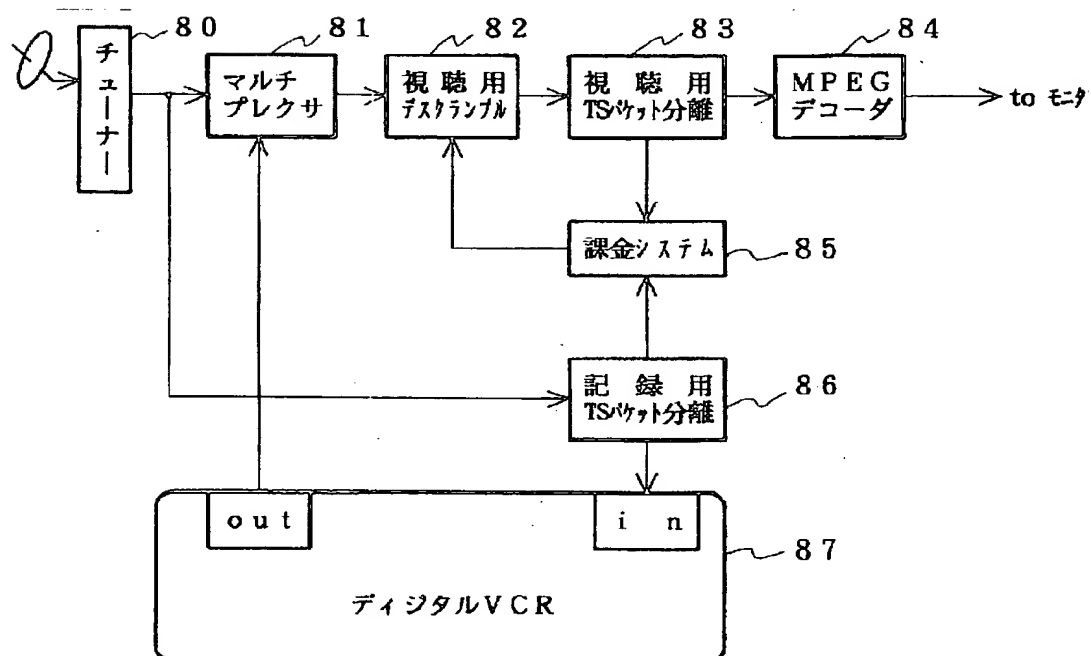 80
チューナー
81
マルチ
プレクサ
82
視聴用
デスクランブル
83
視聴用
TSパケット分離
84
MPEG
デコーダ
to モニタ
課金システム
85
記録用
TSパケット分離
86
out
in
87
ディジタルVCR